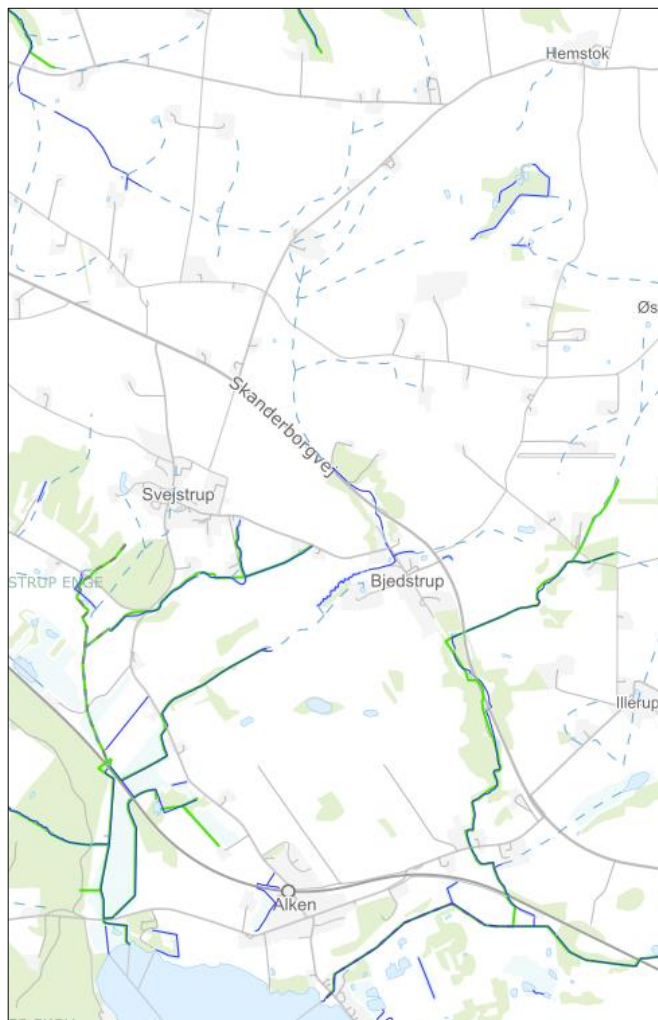 Hemstok
Øs
Skanderborgvej
Svejstrup
Bjedstrup
STRUP ENGE
Illerup
Alken